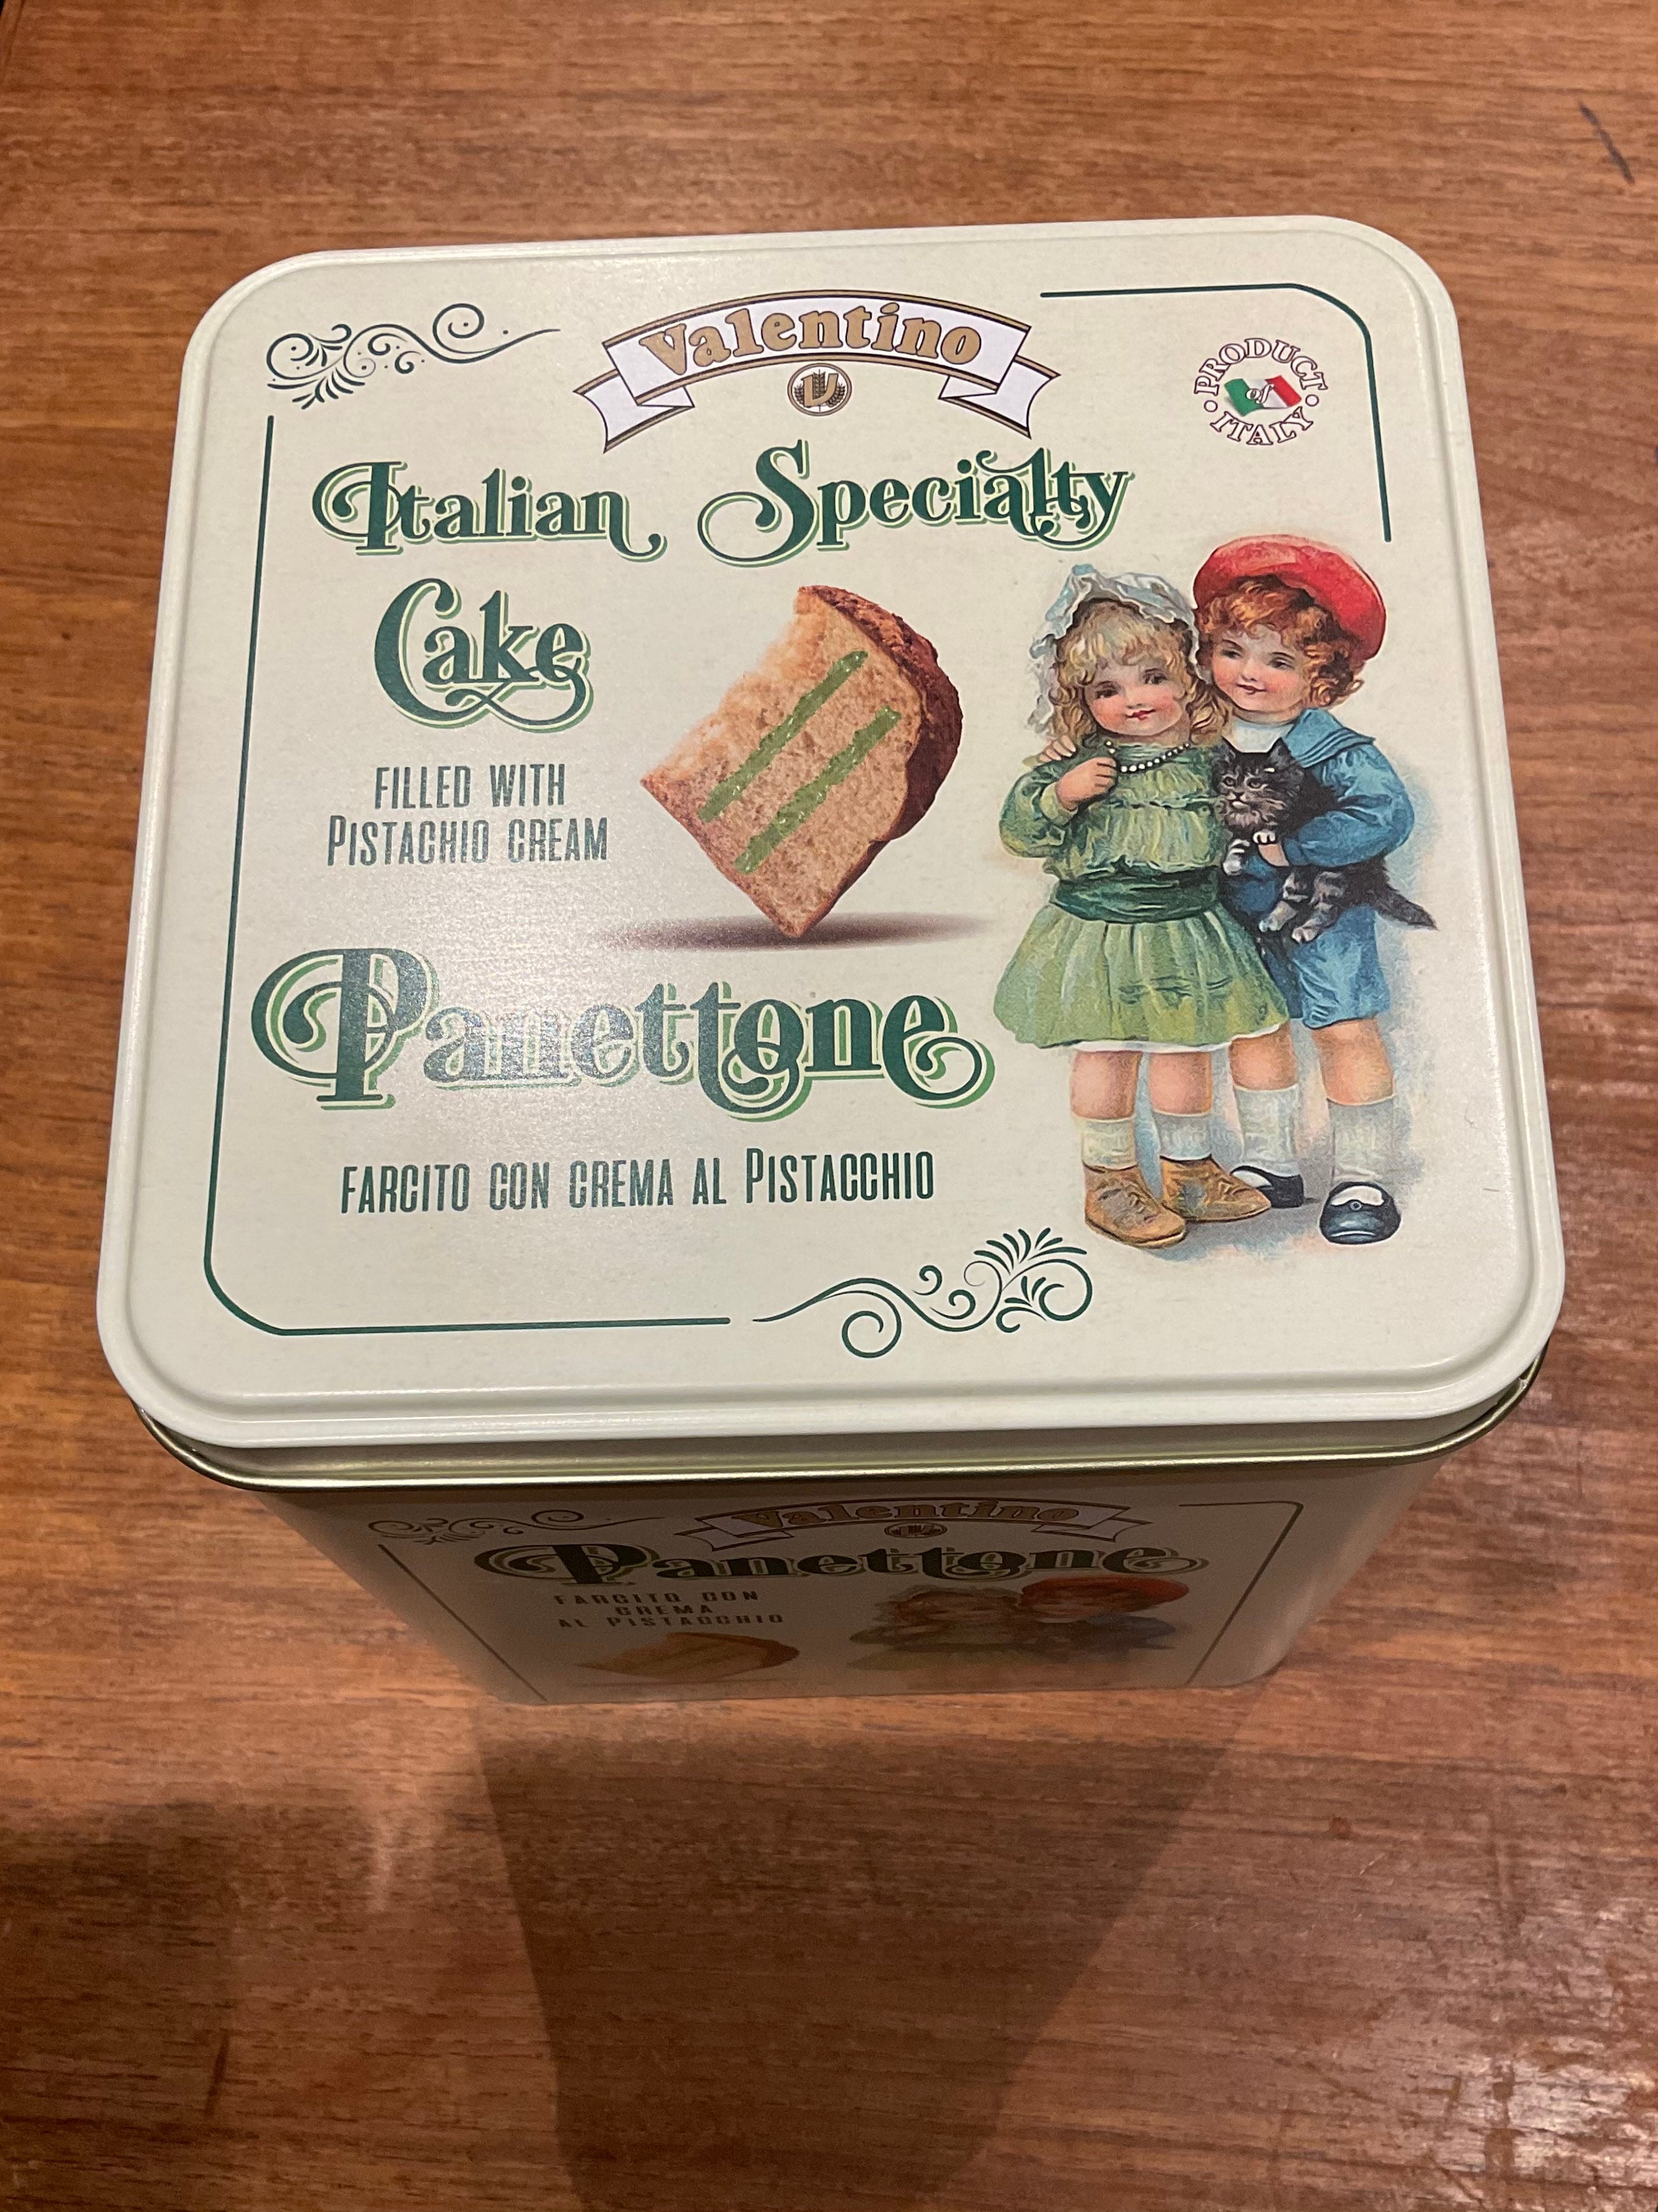 Valentino
V
PRODUCT
of
ITALY
Italian Specialty
Cake
FILLED WITH
PISTACHIO CREAM
Panettone
FARCITO CON CREMA AL PISTACCHIO
Valentino
V
Panettone
FARCITO CON
CREMA
AL PISTACCHIO